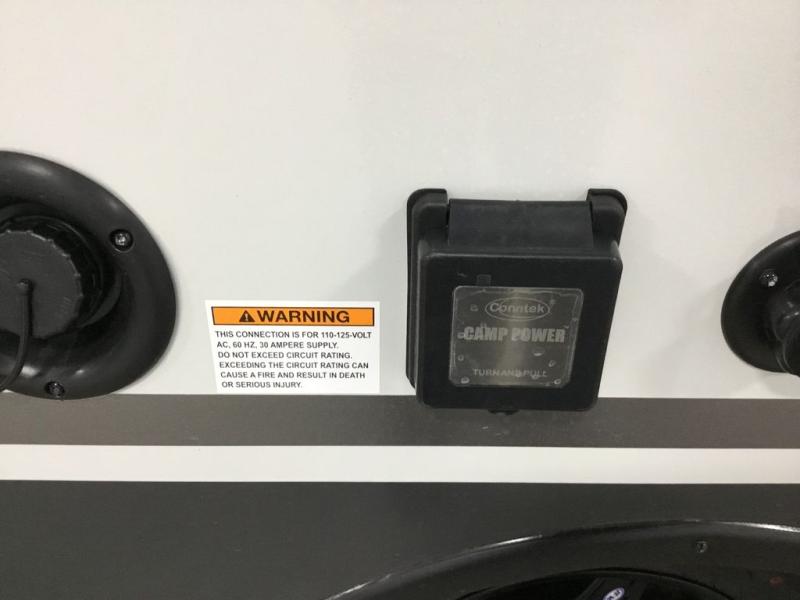 WARNING
THIS CONNECTION IS FOR 110-125-VOLT
AC, 60 HZ, 30 AMPERE SUPPLY.
DO NOT EXCEED CIRCUIT RATING.
EXCEEDING THE CIRCUIT RATING CAN
CAUSE A FIRE AND RESULT IN DEATH
OR SERIOUS INJURY.
Conntek®
CAMP POWER
TURN AND PULL